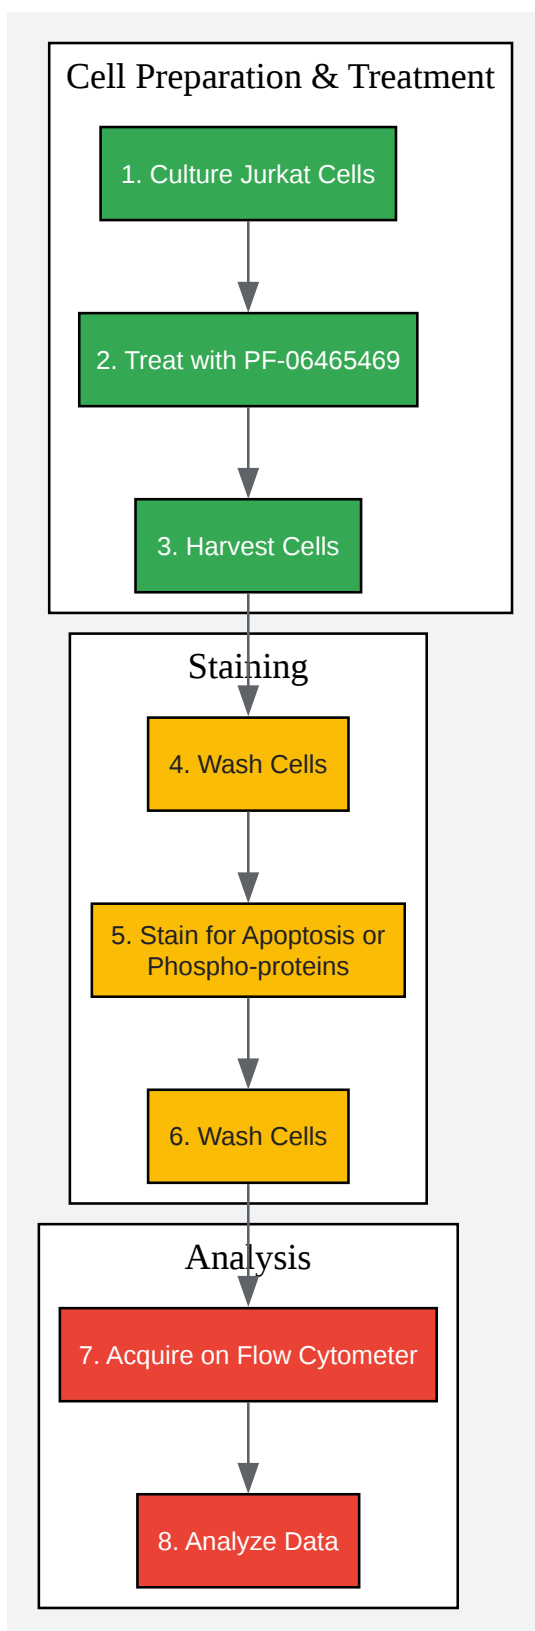 Cell Preparation & Treatment
1. Culture Jurkat Cells
2. Treat with PF-06465469
3. Harvest Cells
Staining
4. Wash Cells
5. Stain for Apoptosis or
Phospho-proteins
6. Wash Cells
Analysis
7. Acquire on Flow Cytometer
8. Analyze Data